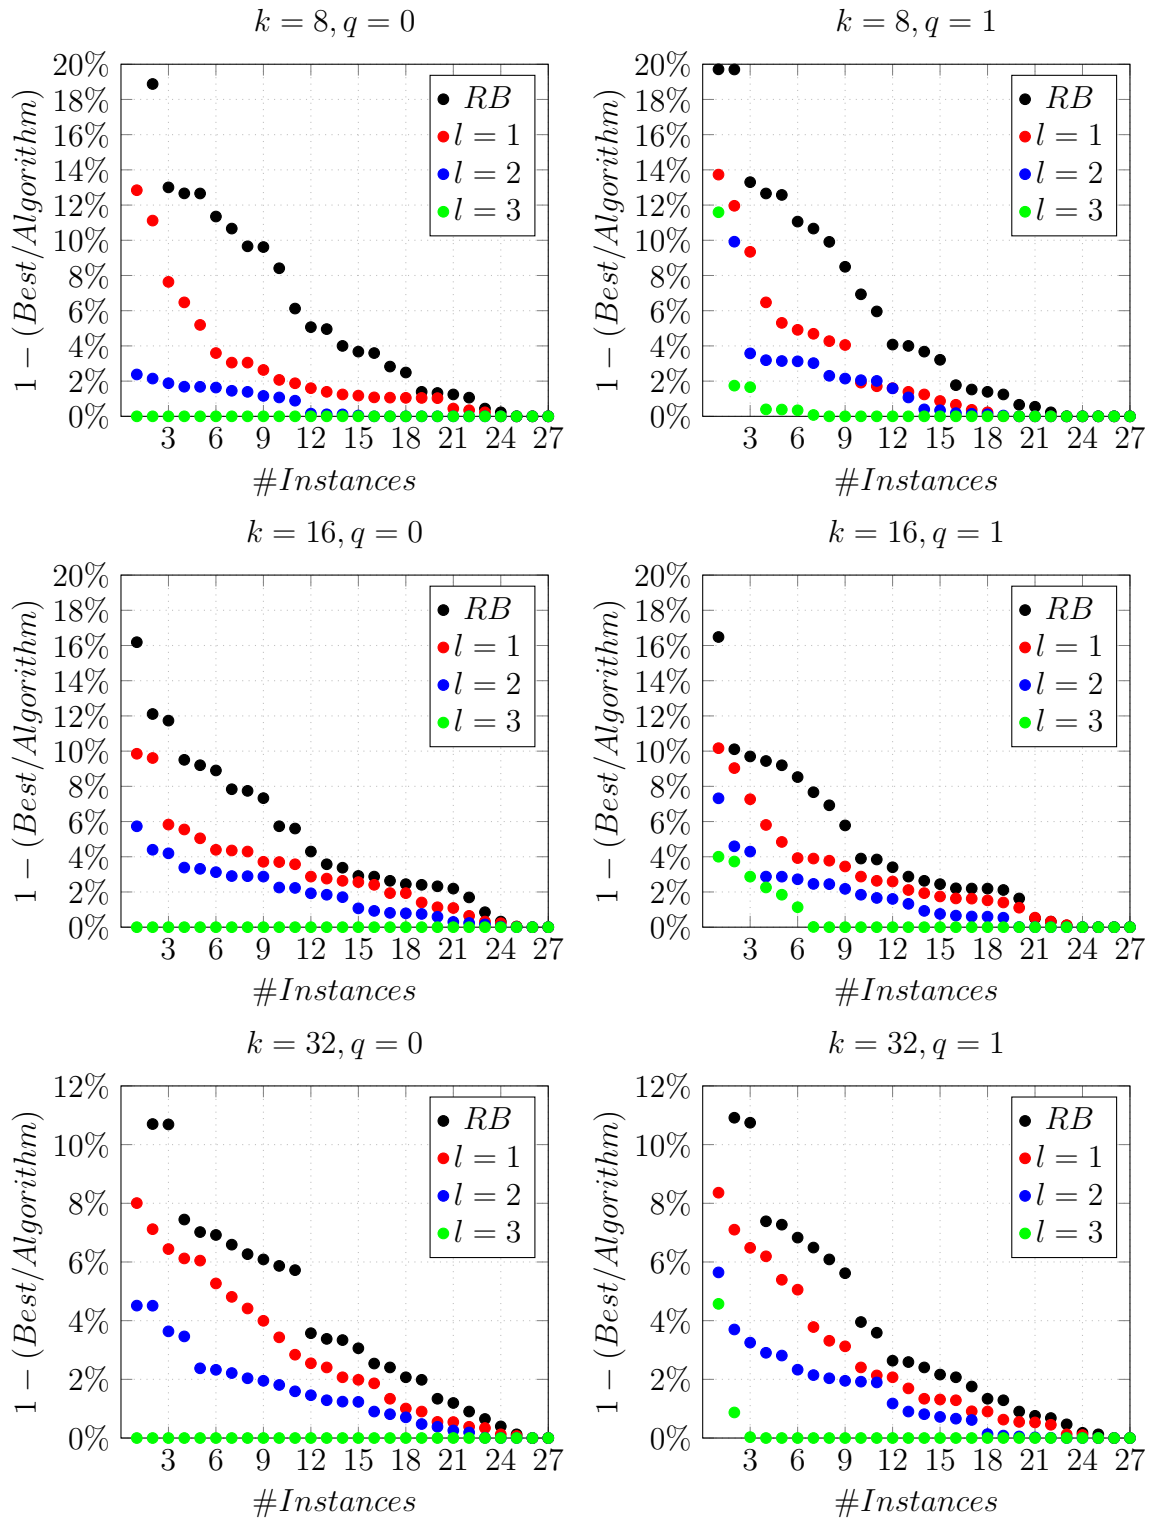 k = 8, q = 0
20%
18%
16%
14%
12%
10%
8%
6%
4%
2%
0%
1 − (Best/Algorithm)
RB
l = 1
l = 2
l = 3
3 6 9 12 15 18 21 24 27
#Instances
k = 8, q = 1
20%
18%
16%
14%
12%
10%
8%
6%
4%
2%
0%
1 − (Best/Algorithm)
RB
l = 1
l = 2
l = 3
3 6 9 12 15 18 21 24 27
#Instances
k = 16, q = 0
20%
18%
16%
14%
12%
10%
8%
6%
4%
2%
0%
1 − (Best/Algorithm)
RB
l = 1
l = 2
l = 3
3 6 9 12 15 18 21 24 27
#Instances
k = 16, q = 1
20%
18%
16%
14%
12%
10%
8%
6%
4%
2%
0%
1 − (Best/Algorithm)
RB
l = 1
l = 2
l = 3
3 6 9 12 15 18 21 24 27
#Instances
k = 32, q = 0
12%
10%
8%
6%
4%
2%
0%
1 − (Best/Algorithm)
RB
l = 1
l = 2
l = 3
3 6 9 12 15 18 21 24 27
#Instances
k = 32, q = 1
12%
10%
8%
6%
4%
2%
0%
1 − (Best/Algorithm)
RB
l = 1
l = 2
l = 3
3 6 9 12 15 18 21 24 27
#Instances